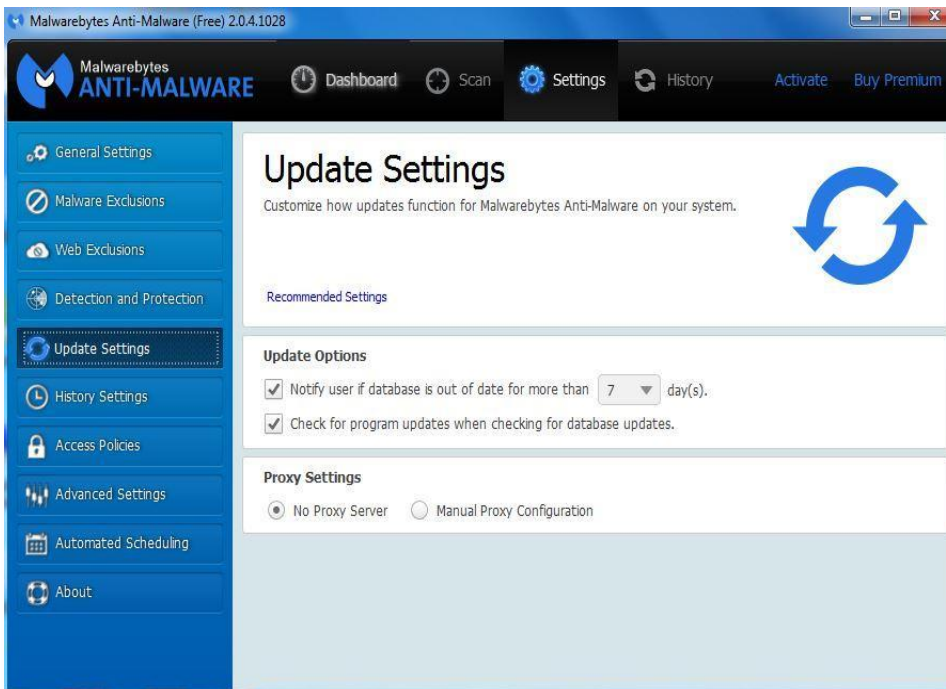 Malwarebytes Anti-Malware (Free) 2.0.4.1028
Malwarebytes
ANTI-MALWARE
Dashboard
Scan
Settings
History
Activate
Buy Premium
General Settings
Malware Exclusions
Web Exclusions
Detection and Protection
Update Settings
History Settings
Access Policies
Advanced Settings
Automated Scheduling
About
Update Settings
Customize how updates function for Malwarebytes Anti-Malware on your system.
Recommended Settings
Update Options
Notify user if database is out of date for more than 7 day(s).
Check for program updates when checking for database updates.
Proxy Settings
No Proxy Server
Manual Proxy Configuration